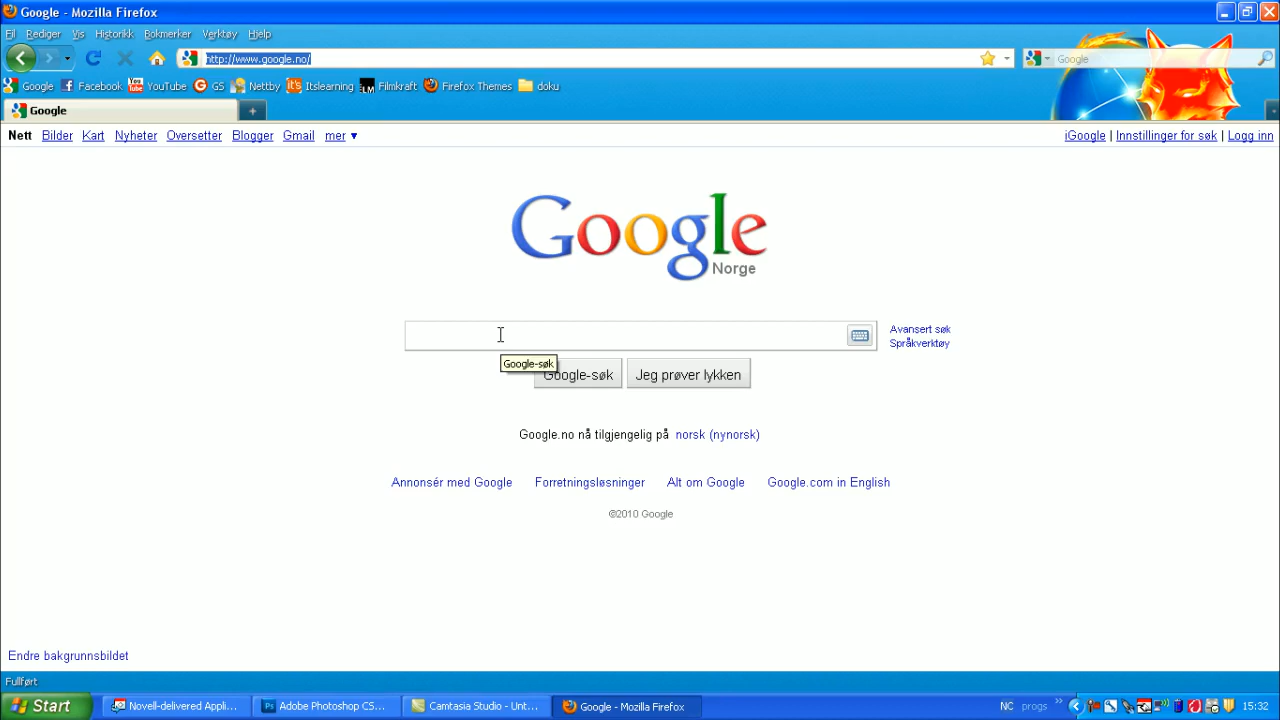 Google - Mozilla Firefox
Fil Rediger Vis Historikk Bokmerker Verktøy Hjelp
http://www.google.no/
Google
Google Facebook YouTube GS Nettby Itslearning Filmkraft Firefox Themes doku
Google
Nett Bilder Kart Nyheter Oversetter Blogger Gmail mer ▼
iGoogle | Innstillinger for søk | Logg inn
Google
Norge
Avansert søk
Språkverktøy
Google-søk
Google-søk Jeg prøver lykken
Google.no nå tilgjengelig på norsk (nynorsk)
Annonsér med Google Forretningsløsninger Alt om Google Google.com in English
©2010 Google
Endre bakgrunnsbildet
Fullført
Start Novell-delivered Appli... Adobe Photoshop CS... Camtasia Studio - Unt... Google - Mozilla Firefox NC progs » 15:32